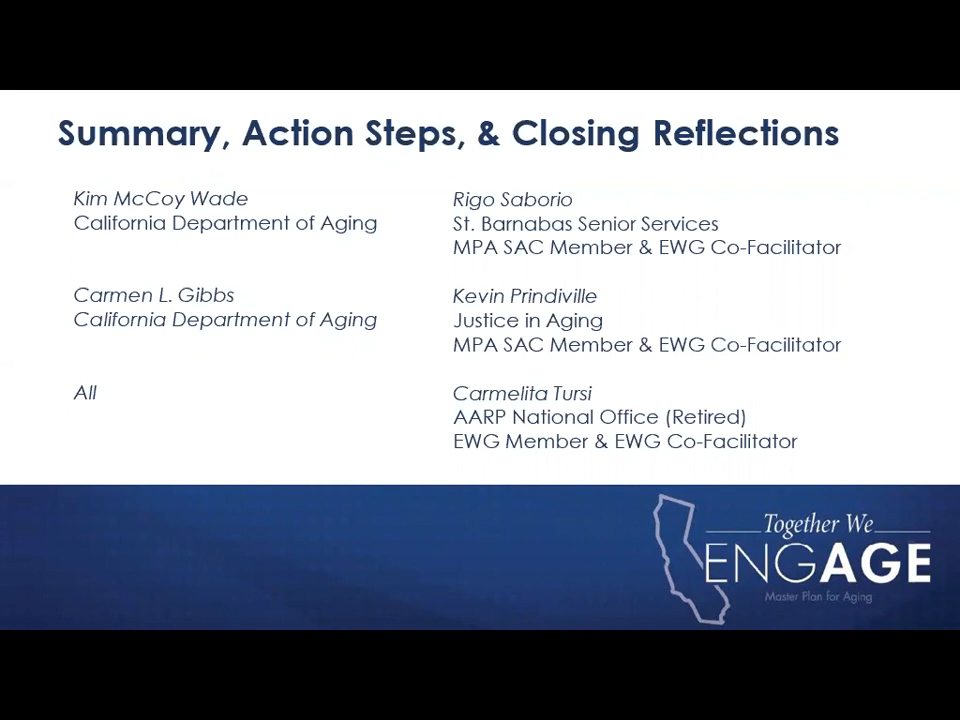 Summary, Action Steps, & Closing Reflections
Kim McCoy Wade
California Department of Aging
Carmen L. Gibbs
California Department of Aging
All
Rigo Saborio
St. Barnabas Senior Services
MPA SAC Member & EWG Co-Facilitator
Kevin Prindiville
Justice in Aging
MPA SAC Member & EWG Co-Facilitator
Carmelita Tursi
AARP National Office (Retired)
EWG Member & EWG Co-Facilitator
Together We
ENGAGE
Master Plan for Aging